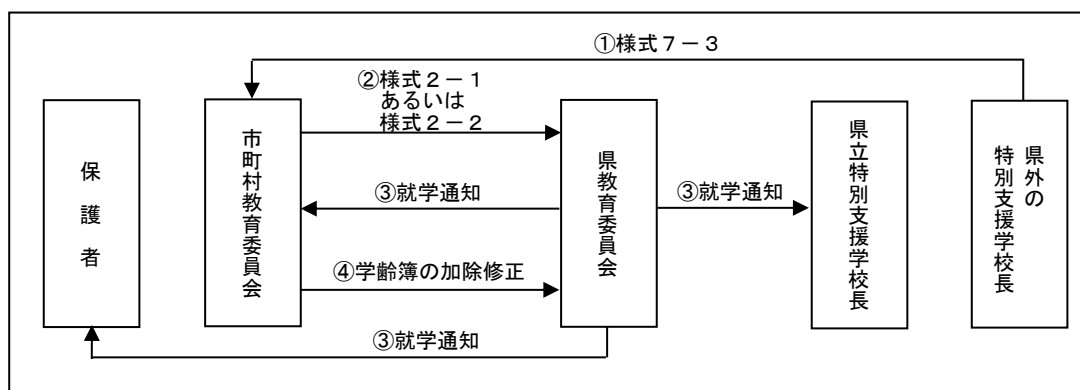 ①様式7-3
②様式2-1
あるいは
様式2-2
保護者
市町村教育委員会
県教育委員会
県立特別支援学校長
県外の
特別支援学校長
③就学通知
③就学通知
④学齢簿の加除修正
③就学通知